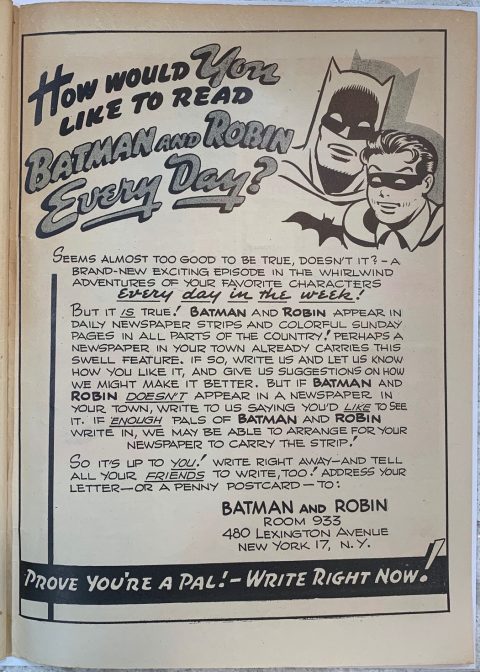 How would You
like to read
Batman and Robin
Every Day?
Seems almost too good to be true, doesn't it? – a
brand-new exciting episode in the whirlwind
adventures of your favorite characters
Every day in the week!
But it is true! Batman and Robin appear in
daily newspaper strips and colorful Sunday
pages in all parts of the country! Perhaps a
newspaper in your town already carries this
swell feature. If so, write us and let us know
how you like it, and give us suggestions on how
we might make it better. But if Batman and
Robin doesn't appear in a newspaper in
your town, write to us saying you'd like to see
it. If enough pals of Batman and Robin
write in, we may be able to arrange for your
newspaper to carry the strip!
So it's up to you! Write right away—and tell
all your friends to write, too! Address your
letter—or a penny postcard—to:
Batman and Robin
Room 933
480 Lexington Avenue
New York 17, N.Y.
Prove you're a pal! – Write Right Now!